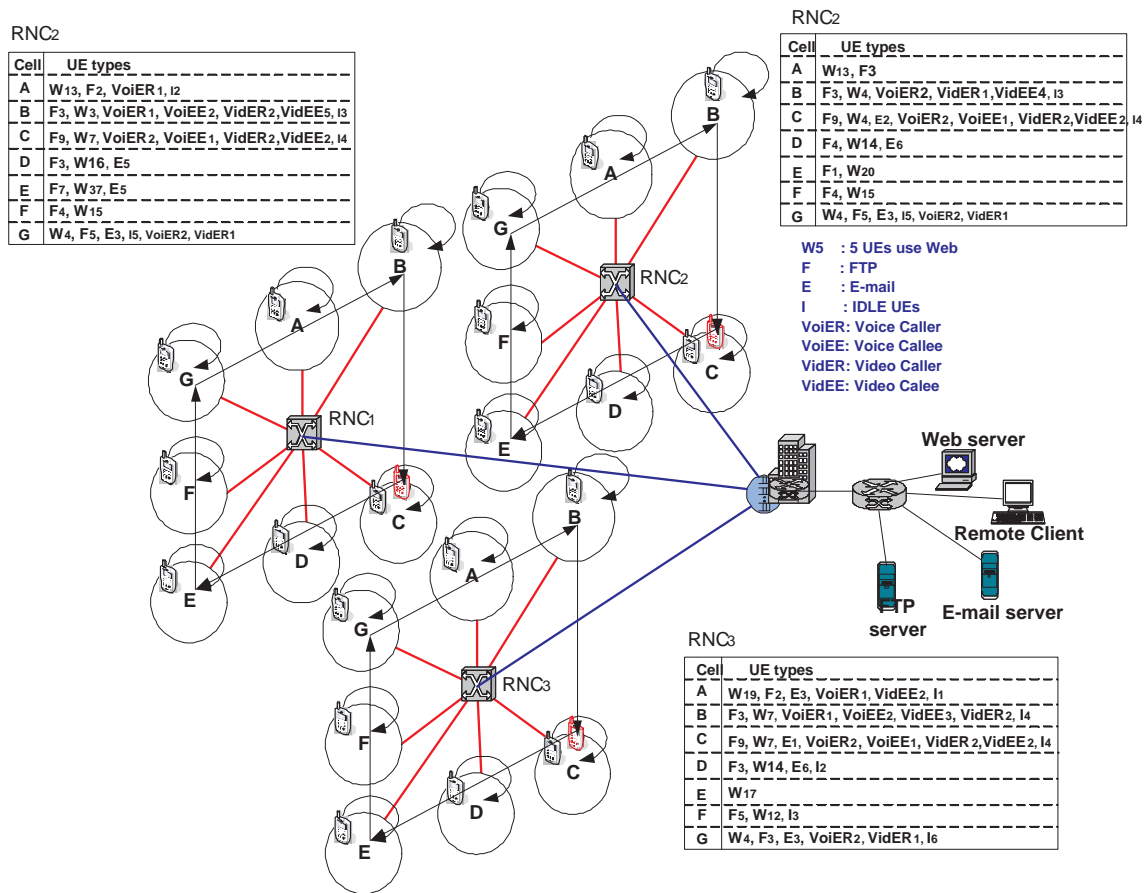 RNC2
Cell UE types
A W13, F2, VoiER1, I2
B F3, W3, VoiER1, VoiEE2, VidER2,VidEE5, I3
C F9, W7, VoiER2, VoiEE1, VidER2,VidEE2, I4
D F3, W16, E5
E F7, W37, E5
F F4, W15
G W4, F5, E3, I5, VoiER2, VidER1
RNC2
Cell UE types
A W13, F3
B F3, W4, VoiER2, VidER1,VidEE4, I3
C F9, W4, E2, VoiER2, VoiEE1, VidER2,VidEE2, I4
D F4, W14, E6
E F1, W20
F F4, W15
G W4, F5, E3, I5, VoiER2, VidER1
W5 : 5 UEs use Web
F : FTP
E : E-mail
I : IDLE UEs
VoiER: Voice Caller
VoiEE: Voice Callee
VidER: Video Caller
VidEE: Video Calee
B
A
G
RNC2
F
C
D
E
B
A
G
RNC1
F
C
D
E
B
A
G
RNC3
F
C
D
E
Web server
Remote Client
FTP
server
E-mail server
RNC3
Cell UE types
A W19, F2, E3, VoiER1, VidEE2, I1
B F3, W7, VoiER1, VoiEE2, VidEE3, VidER2, I4
C F9, W7, E1, VoiER2, VoiEE1, VidER2,VidEE2, I4
D F3, W14, E6, I2
E W17
F F5, W12, I3
G W4, F3, E3, VoiER2, VidER1, I6